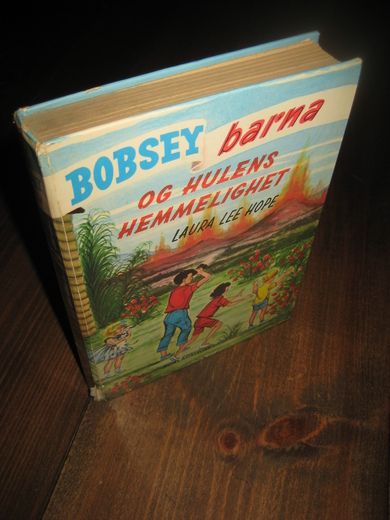 BOBSEY barna
OG HULENS
HEMMELIGHET
LAURA LEE HOPE